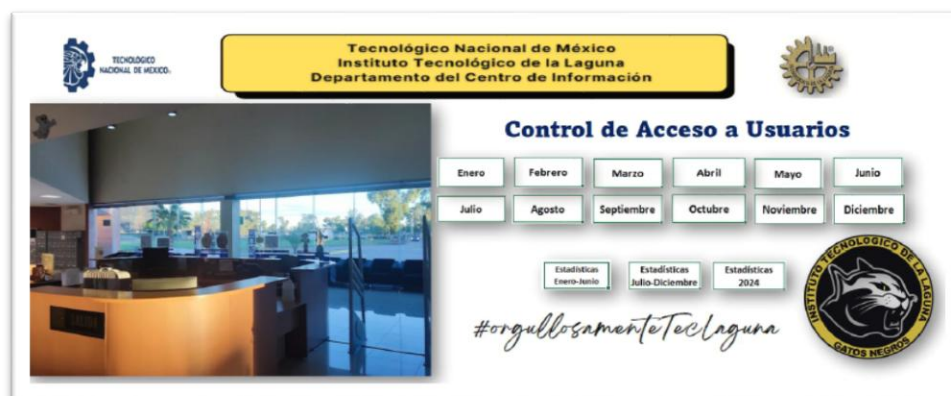 TECNOLÓGICO
NACIONAL DE MÉXICO®
Tecnológico Nacional de México
Instituto Tecnológico de la Laguna
Departamento del Centro de Información
Control de Acceso a Usuarios
Enero Febrero Marzo Abril Mayo Junio
Julio Agosto Septiembre Octubre Noviembre Diciembre
Estadísticas Estadísticas Estadísticas
Enero-Junio Julio-Diciembre 2024
#orgullosamenteTecLaguna
INSTITUTO TECNOLOGICO DE LA LAGUNA
GATOS NEGROS